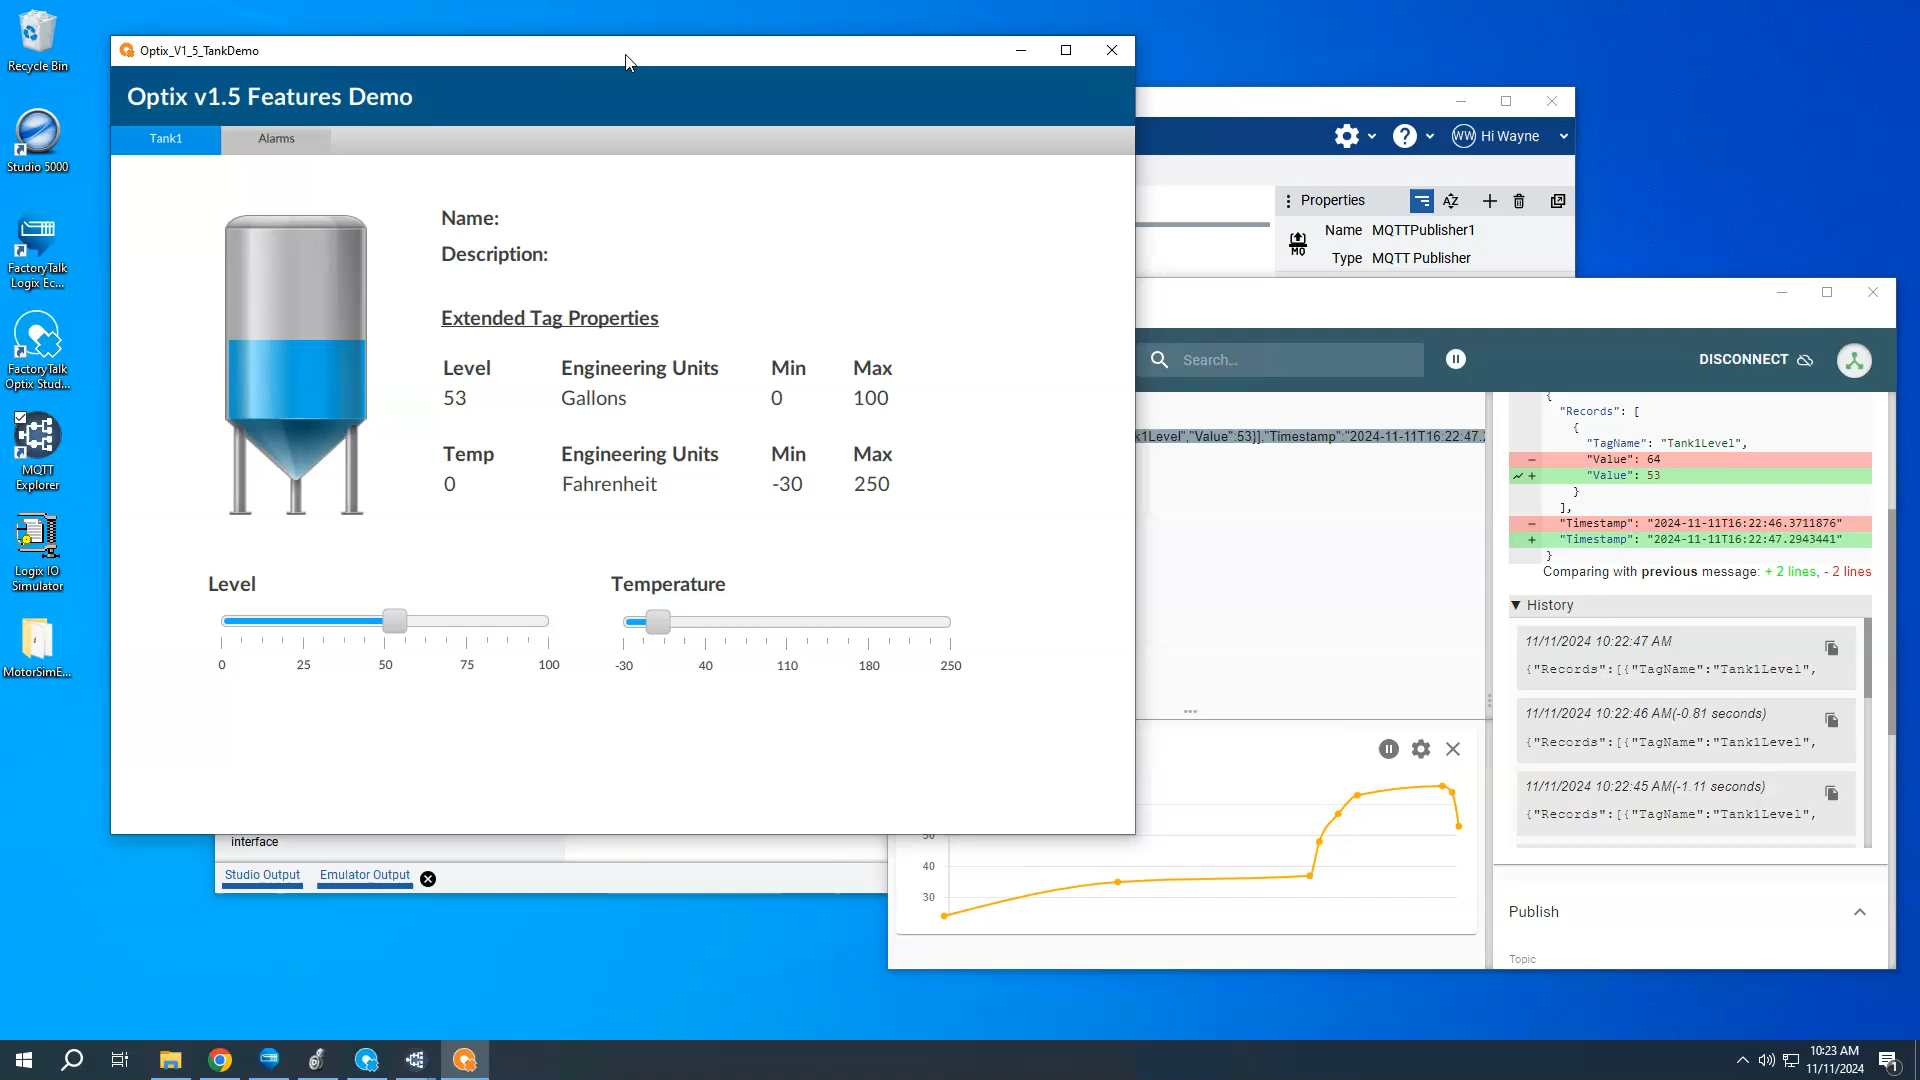 Recycle Bin
Studio 5000
FactoryTalk
Logix Ec...
FactoryTalk
Optix Stud...
MQTT
Explorer
Logix IO
Simulator
MotorSimE...
Optix_V1_5_TankDemo
Optix v1.5 Features Demo
Tank1
Alarms
Name:
Description:
Extended Tag Properties
Level Engineering Units Min Max
53 Gallons 0 100
Temp Engineering Units Min Max
0 Fahrenheit -30 250
Level
0 25 50 75 100
Temperature
-30 40 110 180 250
WW Hi Wayne
Properties
Name MQTTPublisher1
Type MQTT Publisher
MQ
Search...
DISCONNECT
k1Level","Value":53}],"Timestamp":"2024-11-11T16:22:47.2
{
"Records": [
{
"TagName": "Tank1Level",
- "Value": 64
+ "Value": 53
}
],
- "Timestamp": "2024-11-11T16:22:46.3711876"
+ "Timestamp": "2024-11-11T16:22:47.2943441"
}
Comparing with previous message: + 2 lines, - 2 lines
▼ History
11/11/2024 10:22:47 AM
{"Records":[{"TagName":"Tank1Level",
11/11/2024 10:22:46 AM(-0.81 seconds)
{"Records":[{"TagName":"Tank1Level",
11/11/2024 10:22:45 AM(-1.11 seconds)
{"Records":[{"TagName":"Tank1Level",
50
40
30
Publish
Topic
interface
Studio Output
Emulator Output
10:23 AM
11/11/2024
1